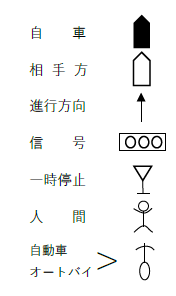 自　車
相手方
進行方向
信　号
一時停止
人　間
自動車
オートバイ